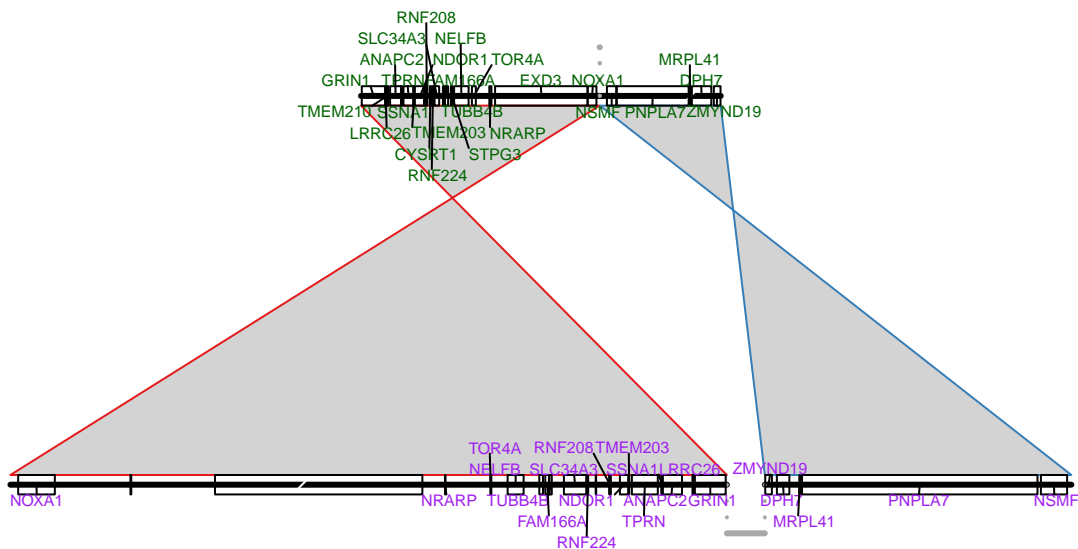 RNF208
SLC34A3 NELFB
ANAPC2 NDOR1 TOR4A MRPL41
GRIN1 TPRN FAM166A EXD3 NOXA1 DPH7
TMEM210 SSNA1 TUBB4B NSMF PNPLA7 ZMYND19
LRRC26 TMEM203 NRARP
CYSRT1 STPG3
RNF224
TOR4A RNF208 TMEM203
NELFB SLC34A3 SSNA1 LRRC26 ZMYND19
NOXA1 NRARP TUBB4B NDOR1 ANAPC2 GRIN1 DPH7 PNPLA7 NSMF
FAM166A TPRN MRPL41
RNF224